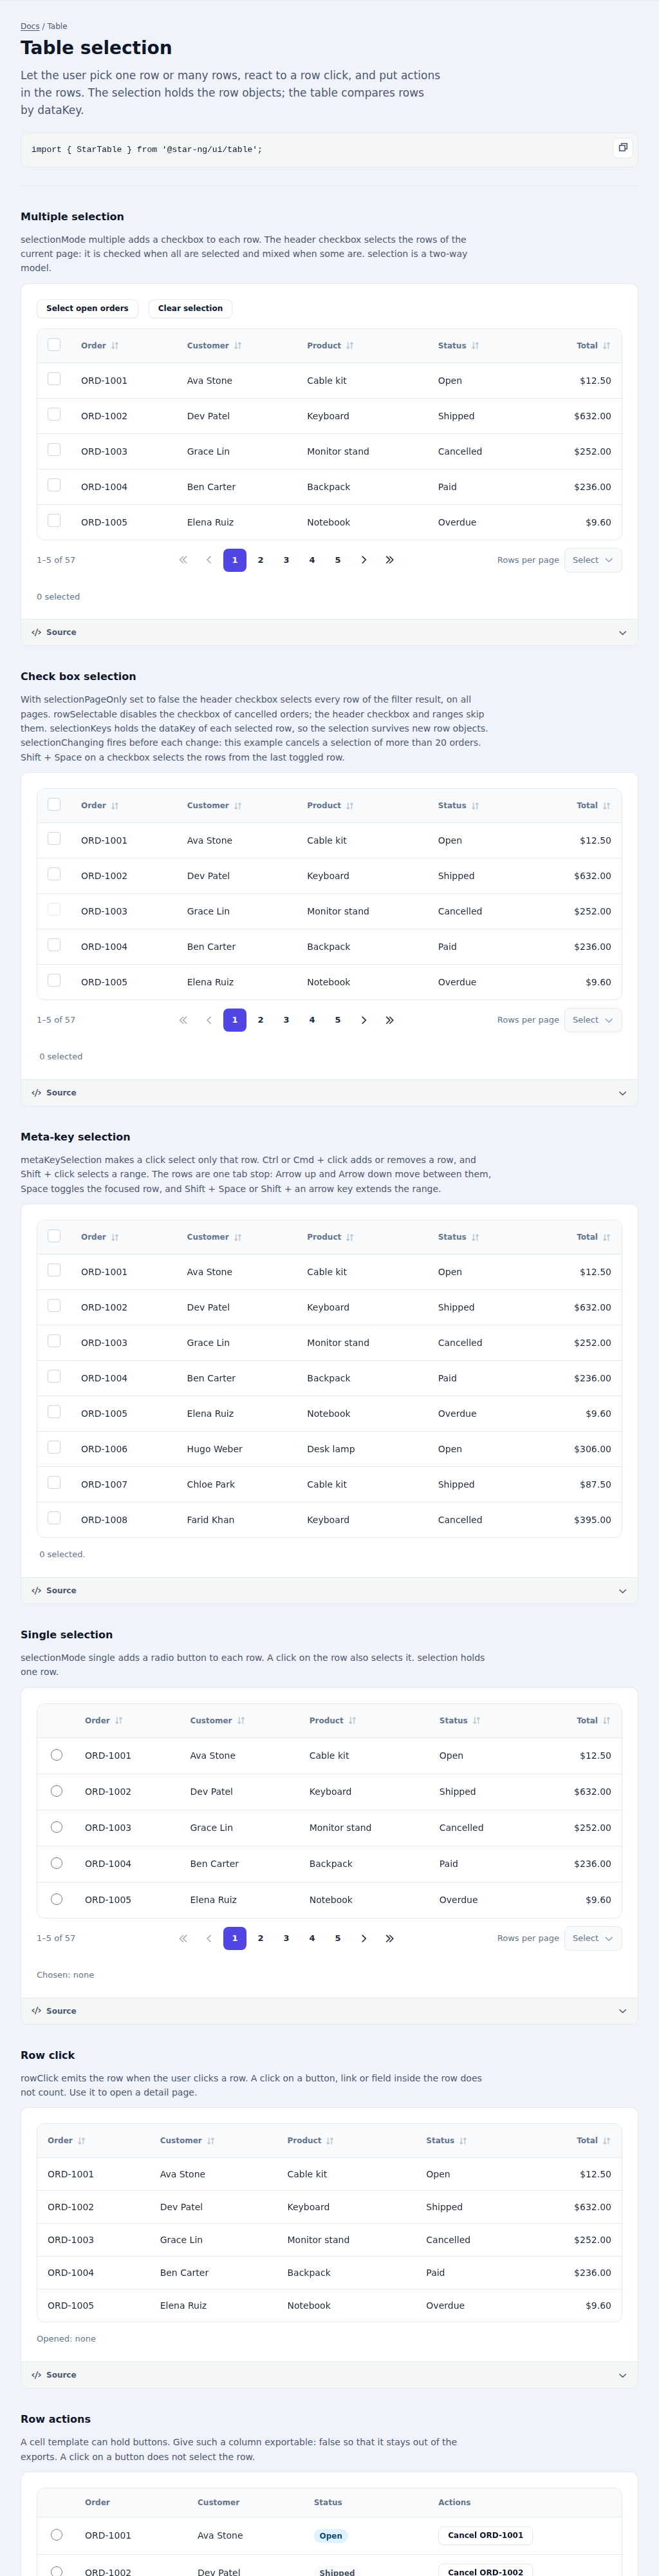 Docs / Table
Table selection
Let the user pick one row or many rows, react to a row click, and put actions
in the rows. The selection holds the row objects; the table compares rows
by dataKey.
import { StarTable } from '@star-ng/ui/table';
Multiple selection
selectionMode multiple adds a checkbox to each row. The header checkbox selects the rows of the
current page: it is checked when all are selected and mixed when some are. selection is a two-way
model.
Select open orders Clear selection
Order Customer Product Status Total
ORD-1001 Ava Stone Cable kit Open $12.50
ORD-1002 Dev Patel Keyboard Shipped $632.00
ORD-1003 Grace Lin Monitor stand Cancelled $252.00
ORD-1004 Ben Carter Backpack Paid $236.00
ORD-1005 Elena Ruiz Notebook Overdue $9.60
1–5 of 57 1 2 3 4 5 Rows per page Select
0 selected
Source
Check box selection
With selectionPageOnly set to false the header checkbox selects every row of the filter result, on all
pages. rowSelectable disables the checkbox of cancelled orders; the header checkbox and ranges skip
them. selectionKeys holds the dataKey of each selected row, so the selection survives new row objects.
selectionChanging fires before each change: this example cancels a selection of more than 20 orders.
Shift + Space on a checkbox selects the rows from the last toggled row.
Order Customer Product Status Total
ORD-1001 Ava Stone Cable kit Open $12.50
ORD-1002 Dev Patel Keyboard Shipped $632.00
ORD-1003 Grace Lin Monitor stand Cancelled $252.00
ORD-1004 Ben Carter Backpack Paid $236.00
ORD-1005 Elena Ruiz Notebook Overdue $9.60
1–5 of 57 1 2 3 4 5 Rows per page Select
0 selected
Source
Meta-key selection
metaKeySelection makes a click select only that row. Ctrl or Cmd + click adds or removes a row, and
Shift + click selects a range. The rows are one tab stop: Arrow up and Arrow down move between them,
Space toggles the focused row, and Shift + Space or Shift + an arrow key extends the range.
Order Customer Product Status Total
ORD-1001 Ava Stone Cable kit Open $12.50
ORD-1002 Dev Patel Keyboard Shipped $632.00
ORD-1003 Grace Lin Monitor stand Cancelled $252.00
ORD-1004 Ben Carter Backpack Paid $236.00
ORD-1005 Elena Ruiz Notebook Overdue $9.60
ORD-1006 Hugo Weber Desk lamp Open $306.00
ORD-1007 Chloe Park Cable kit Shipped $87.50
ORD-1008 Farid Khan Keyboard Cancelled $395.00
0 selected.
Source
Single selection
selectionMode single adds a radio button to each row. A click on the row also selects it. selection holds
one row.
Order Customer Product Status Total
ORD-1001 Ava Stone Cable kit Open $12.50
ORD-1002 Dev Patel Keyboard Shipped $632.00
ORD-1003 Grace Lin Monitor stand Cancelled $252.00
ORD-1004 Ben Carter Backpack Paid $236.00
ORD-1005 Elena Ruiz Notebook Overdue $9.60
1–5 of 57 1 2 3 4 5 Rows per page Select
Chosen: none
Source
Row click
rowClick emits the row when the user clicks a row. A click on a button, link or field inside the row does
not count. Use it to open a detail page.
Order Customer Product Status Total
ORD-1001 Ava Stone Cable kit Open $12.50
ORD-1002 Dev Patel Keyboard Shipped $632.00
ORD-1003 Grace Lin Monitor stand Cancelled $252.00
ORD-1004 Ben Carter Backpack Paid $236.00
ORD-1005 Elena Ruiz Notebook Overdue $9.60
Opened: none
Source
Row actions
A cell template can hold buttons. Give such a column exportable: false so that it stays out of the
exports. A click on a button does not select the row.
Order Customer Status Actions
ORD-1001 Ava Stone Open Cancel ORD-1001
ORD-1002 Dev Patel Shipped Cancel ORD-1002